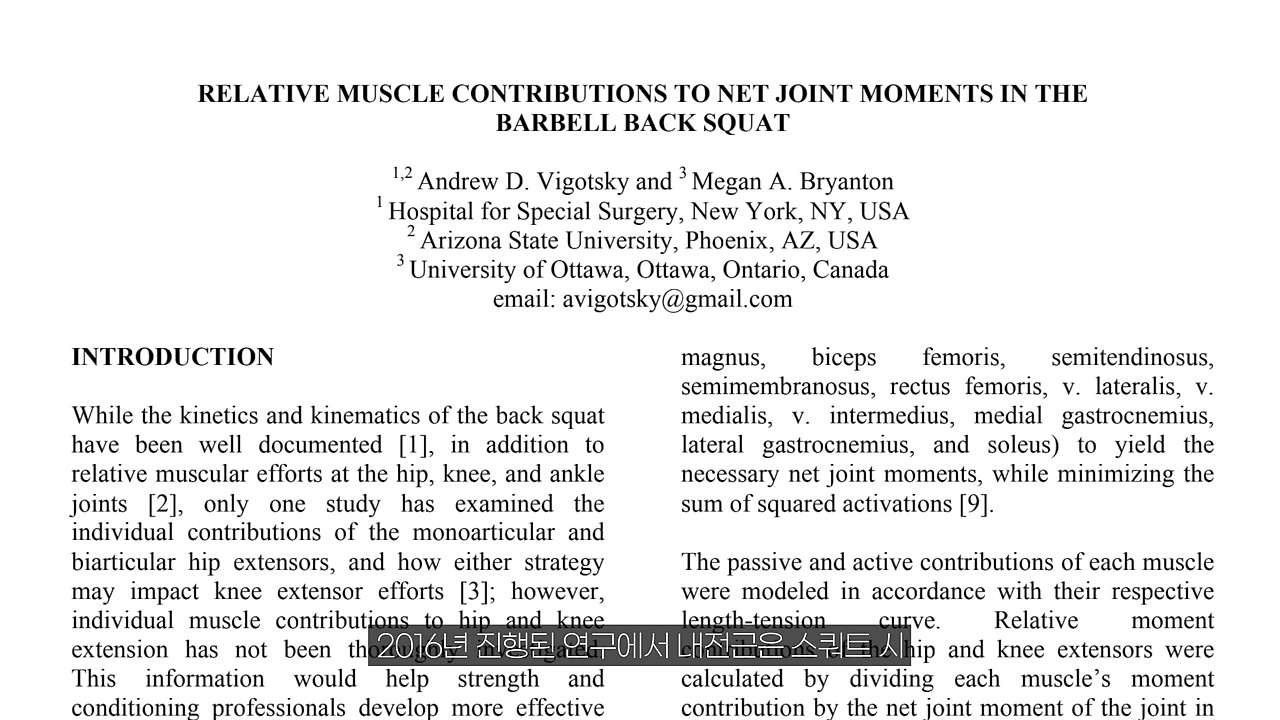 RELATIVE MUSCLE CONTRIBUTIONS TO NET JOINT MOMENTS IN THE
BARBELL BACK SQUAT
1,2 Andrew D. Vigotsky and 3 Megan A. Bryanton
1 Hospital for Special Surgery, New York, NY, USA
2 Arizona State University, Phoenix, AZ, USA
3 University of Ottawa, Ottawa, Ontario, Canada
email: avigotsky@gmail.com
INTRODUCTION
While the kinetics and kinematics of the back squat
have been well documented [1], in addition to
relative muscular efforts at the hip, knee, and ankle
joints [2], only one study has examined the
individual contributions of the monoarticular and
biarticular hip extensors, and how either strategy
may impact knee extensor efforts [3]; however,
individual muscle contributions to hip and knee
extension has not been
This information would help strength and
conditioning professionals develop more effective
magnus, biceps femoris, semitendinosus,
semimembranosus, rectus femoris, v. lateralis, v.
medialis, v. intermedius, medial gastrocnemius,
lateral gastrocnemius, and soleus) to yield the
necessary net joint moments, while minimizing the
sum of squared activations [9].
The passive and active contributions of each muscle
were modeled in accordance with their respective
length-tension curve. Relative moment
hip and knee extensors were
calculated by dividing each muscle's moment
contribution by the net joint moment of the joint in
2016년 진행된 연구에서 내전근은 스쿼트 시